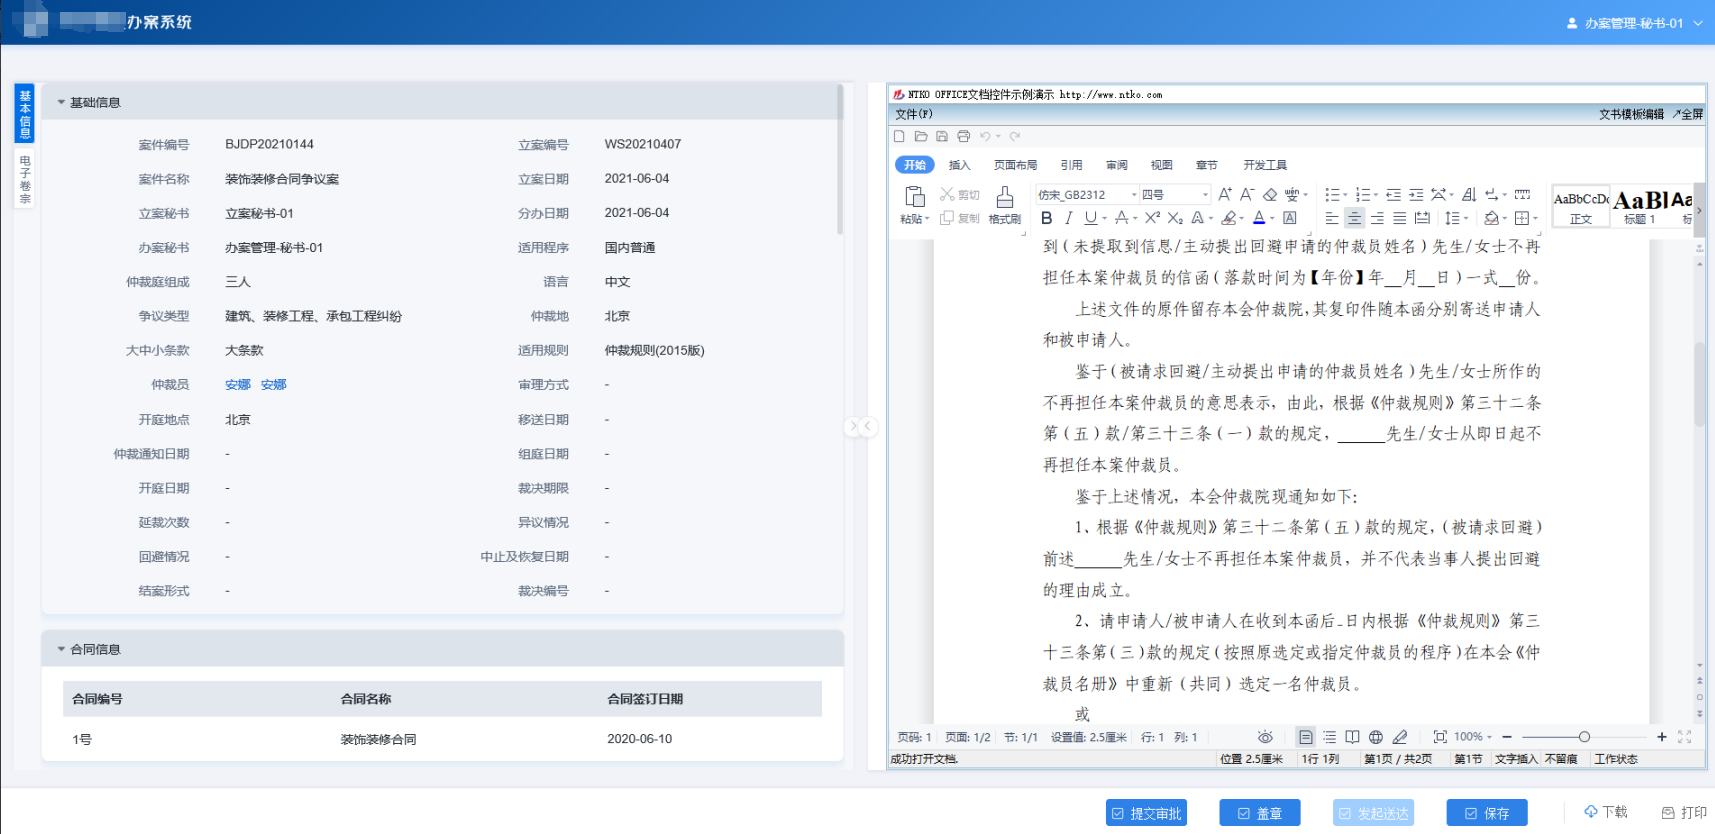 办案系统
办案管理-秘书-01
基本信息
电子卷宗
基础信息
案件编号 BJDP20210144 立案编号 WS20210407
案件名称 装饰装修合同争议案 立案日期 2021-06-04
立案秘书 立案秘书-01 分办日期 2021-06-04
办案秘书 办案管理-秘书-01 适用程序 国内普通
仲裁庭组成 三人 语言 中文
争议类型 建筑、装修工程、承包工程纠纷 仲裁地 北京
大中小条款 大条款 适用规则 仲裁规则(2015版)
仲裁员 安娜 安娜 审理方式 -
开庭地点 北京 移送日期 -
仲裁通知日期 - 组庭日期 -
开庭日期 - 裁决期限 -
延裁次数 - 异议情况 -
回避情况 - 中止及恢复日期 -
结案形式 - 裁决编号 -
合同信息
合同编号 合同名称 合同签订日期
1号 装饰装修合同 2020-06-10
NTKO OFFICE文档控件示例演示 http://www.ntko.com
文件(F) 文书模板编辑 ↗全屏
开始 插入 页面布局 引用 审阅 视图 章节 开发工具
粘贴 剪切 复制 格式刷 仿宋_GB2312 四号
AaBbCcDd AaBl Aa
正文 标题 1 标
到(未提取到信息/主动提出回避申请的仲裁员姓名)先生/女士不再
担任本案仲裁员的信函(落款时间为【年份】年__月__日)一式__份。
上述文件的原件留存本会仲裁院,其复印件随本函分别寄送申请人
和被申请人。
鉴于(被请求回避/主动提出申请的仲裁员姓名)先生/女士所作的
不再担任本案仲裁员的意思表示，由此，根据《仲裁规则》第三十二条
第(五)款/第三十三条(一)款的规定，______先生/女士从即日起不
再担任本案仲裁员。
鉴于上述情况，本会仲裁院现通知如下:
1、根据《仲裁规则》第三十二条第(五)款的规定,(被请求回避)
前述______先生/女士不再担任本案仲裁员，并不代表当事人提出回避
的理由成立。
2、请申请人/被申请人在收到本函后_日内根据《仲裁规则》第三
十三条第(三)款的规定(按照原选定或指定仲裁员的程序)在本会《仲
裁员名册》中重新(共同)选定一名仲裁员。
或
页码: 1 页面: 1/2 节: 1/1 设置值: 2.5厘米 行: 1 列: 1 100%
成功打开文档. 位置 2.5厘米 1行 1列 第1页 / 共2页 第1节 文字插入 不留痕 工作状态
提交审批 盖章 发起送达 保存 下载 打印